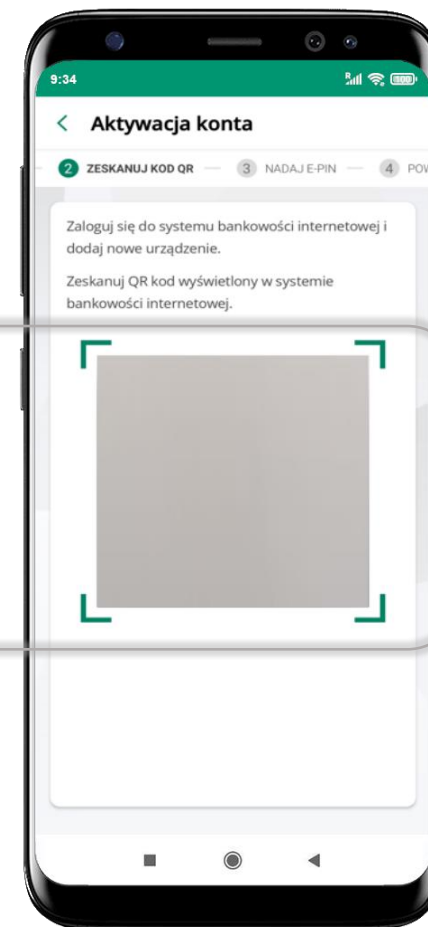 9:34
Aktywacja konta
2 ZESKANUJ KOD QR 3 NADAJ E-PIN 4 POW
Zaloguj się do systemu bankowości internetowej i
dodaj nowe urządzenie.
Zeskanuj QR kod wyświetlony w systemie
bankowości internetowej.